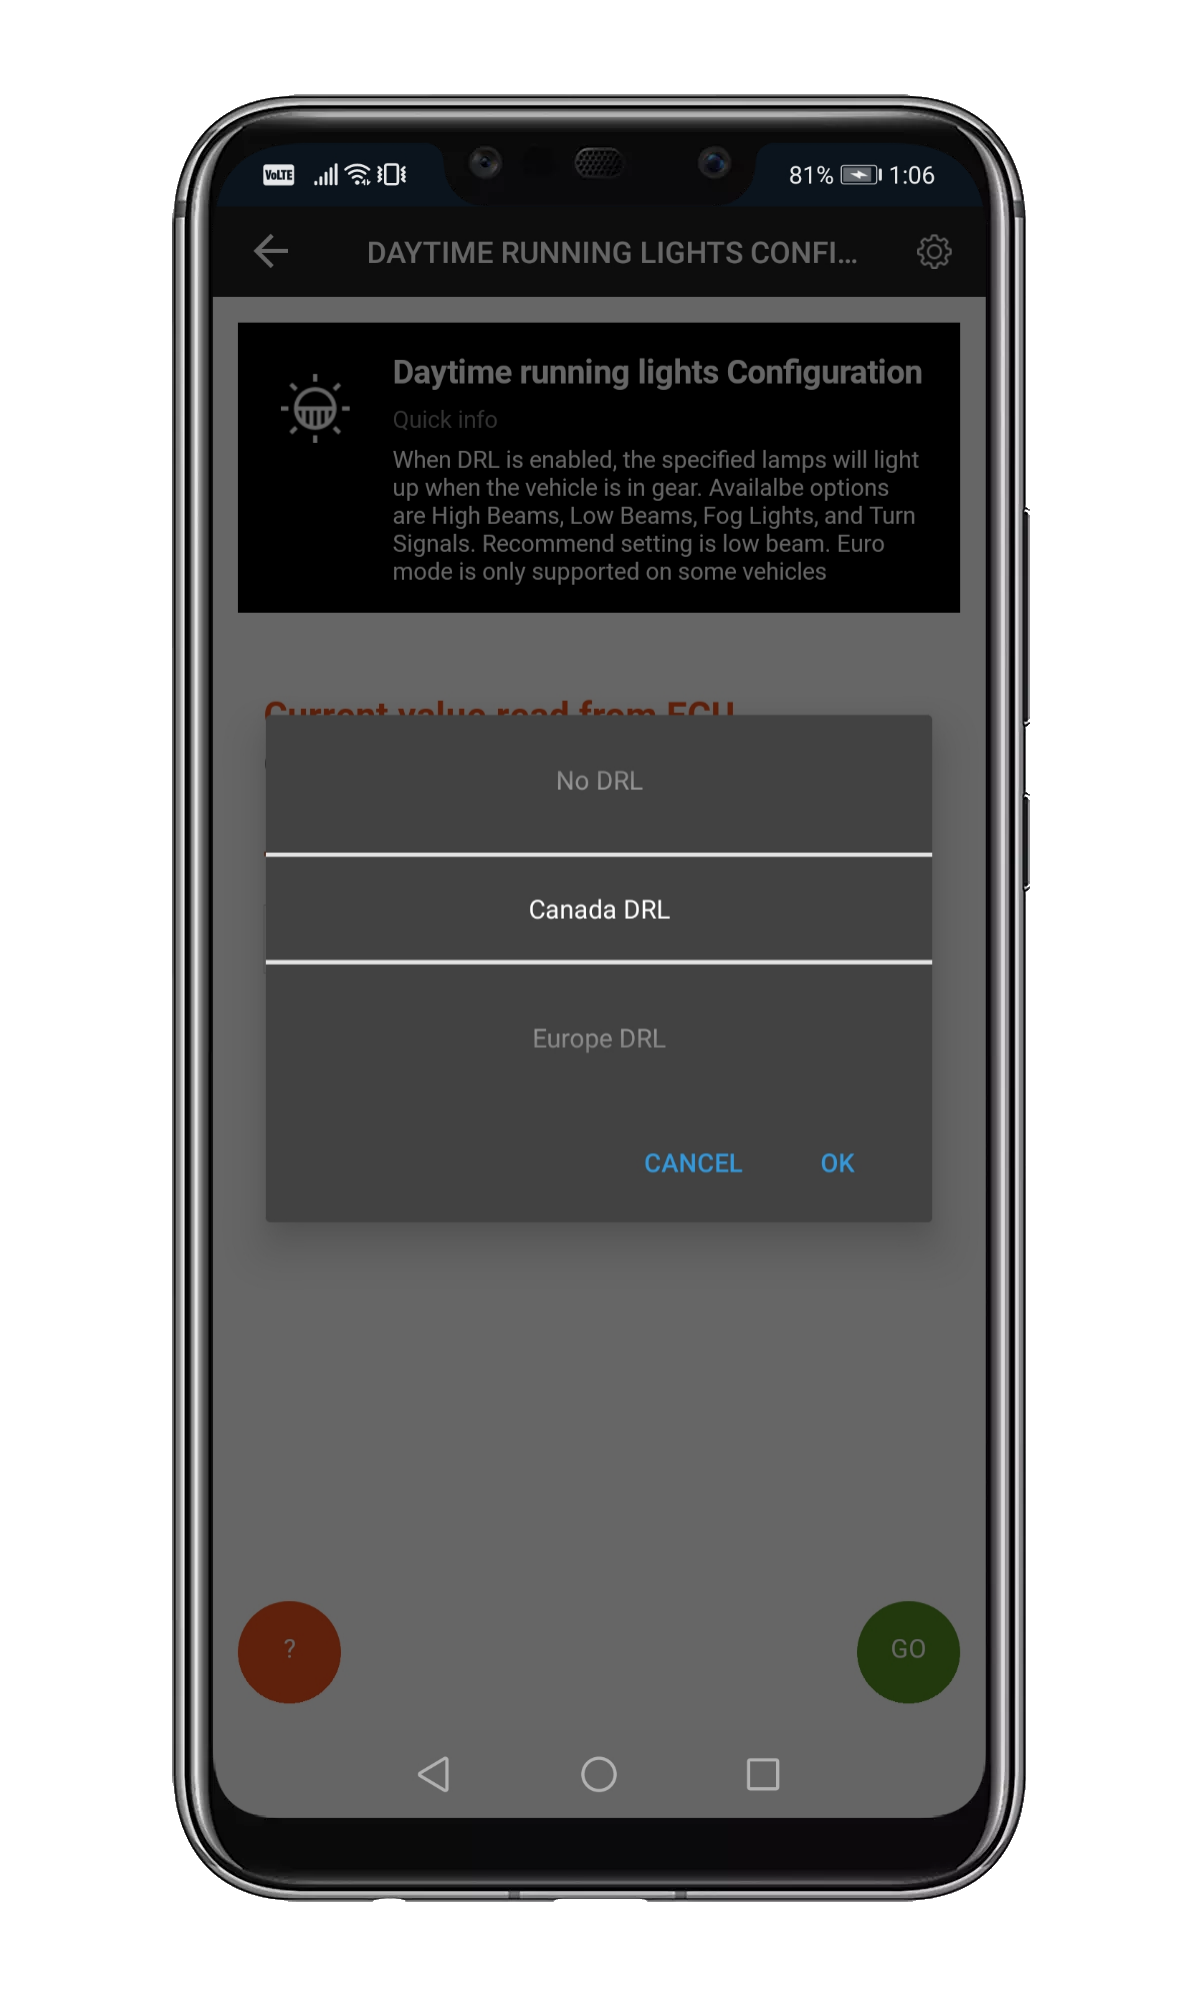 VoLTE
81%
1:06
DAYTIME RUNNING LIGHTS CONFI...
Daytime running lights Configuration
Quick info
When DRL is enabled, the specified lamps will light
up when the vehicle is in gear. Availalbe options
are High Beams, Low Beams, Fog Lights, and Turn
Signals. Recommend setting is low beam. Euro
mode is only supported on some vehicles
Current value read from ECU
No DRL
Canada DRL
Europe DRL
CANCEL OK
?
GO